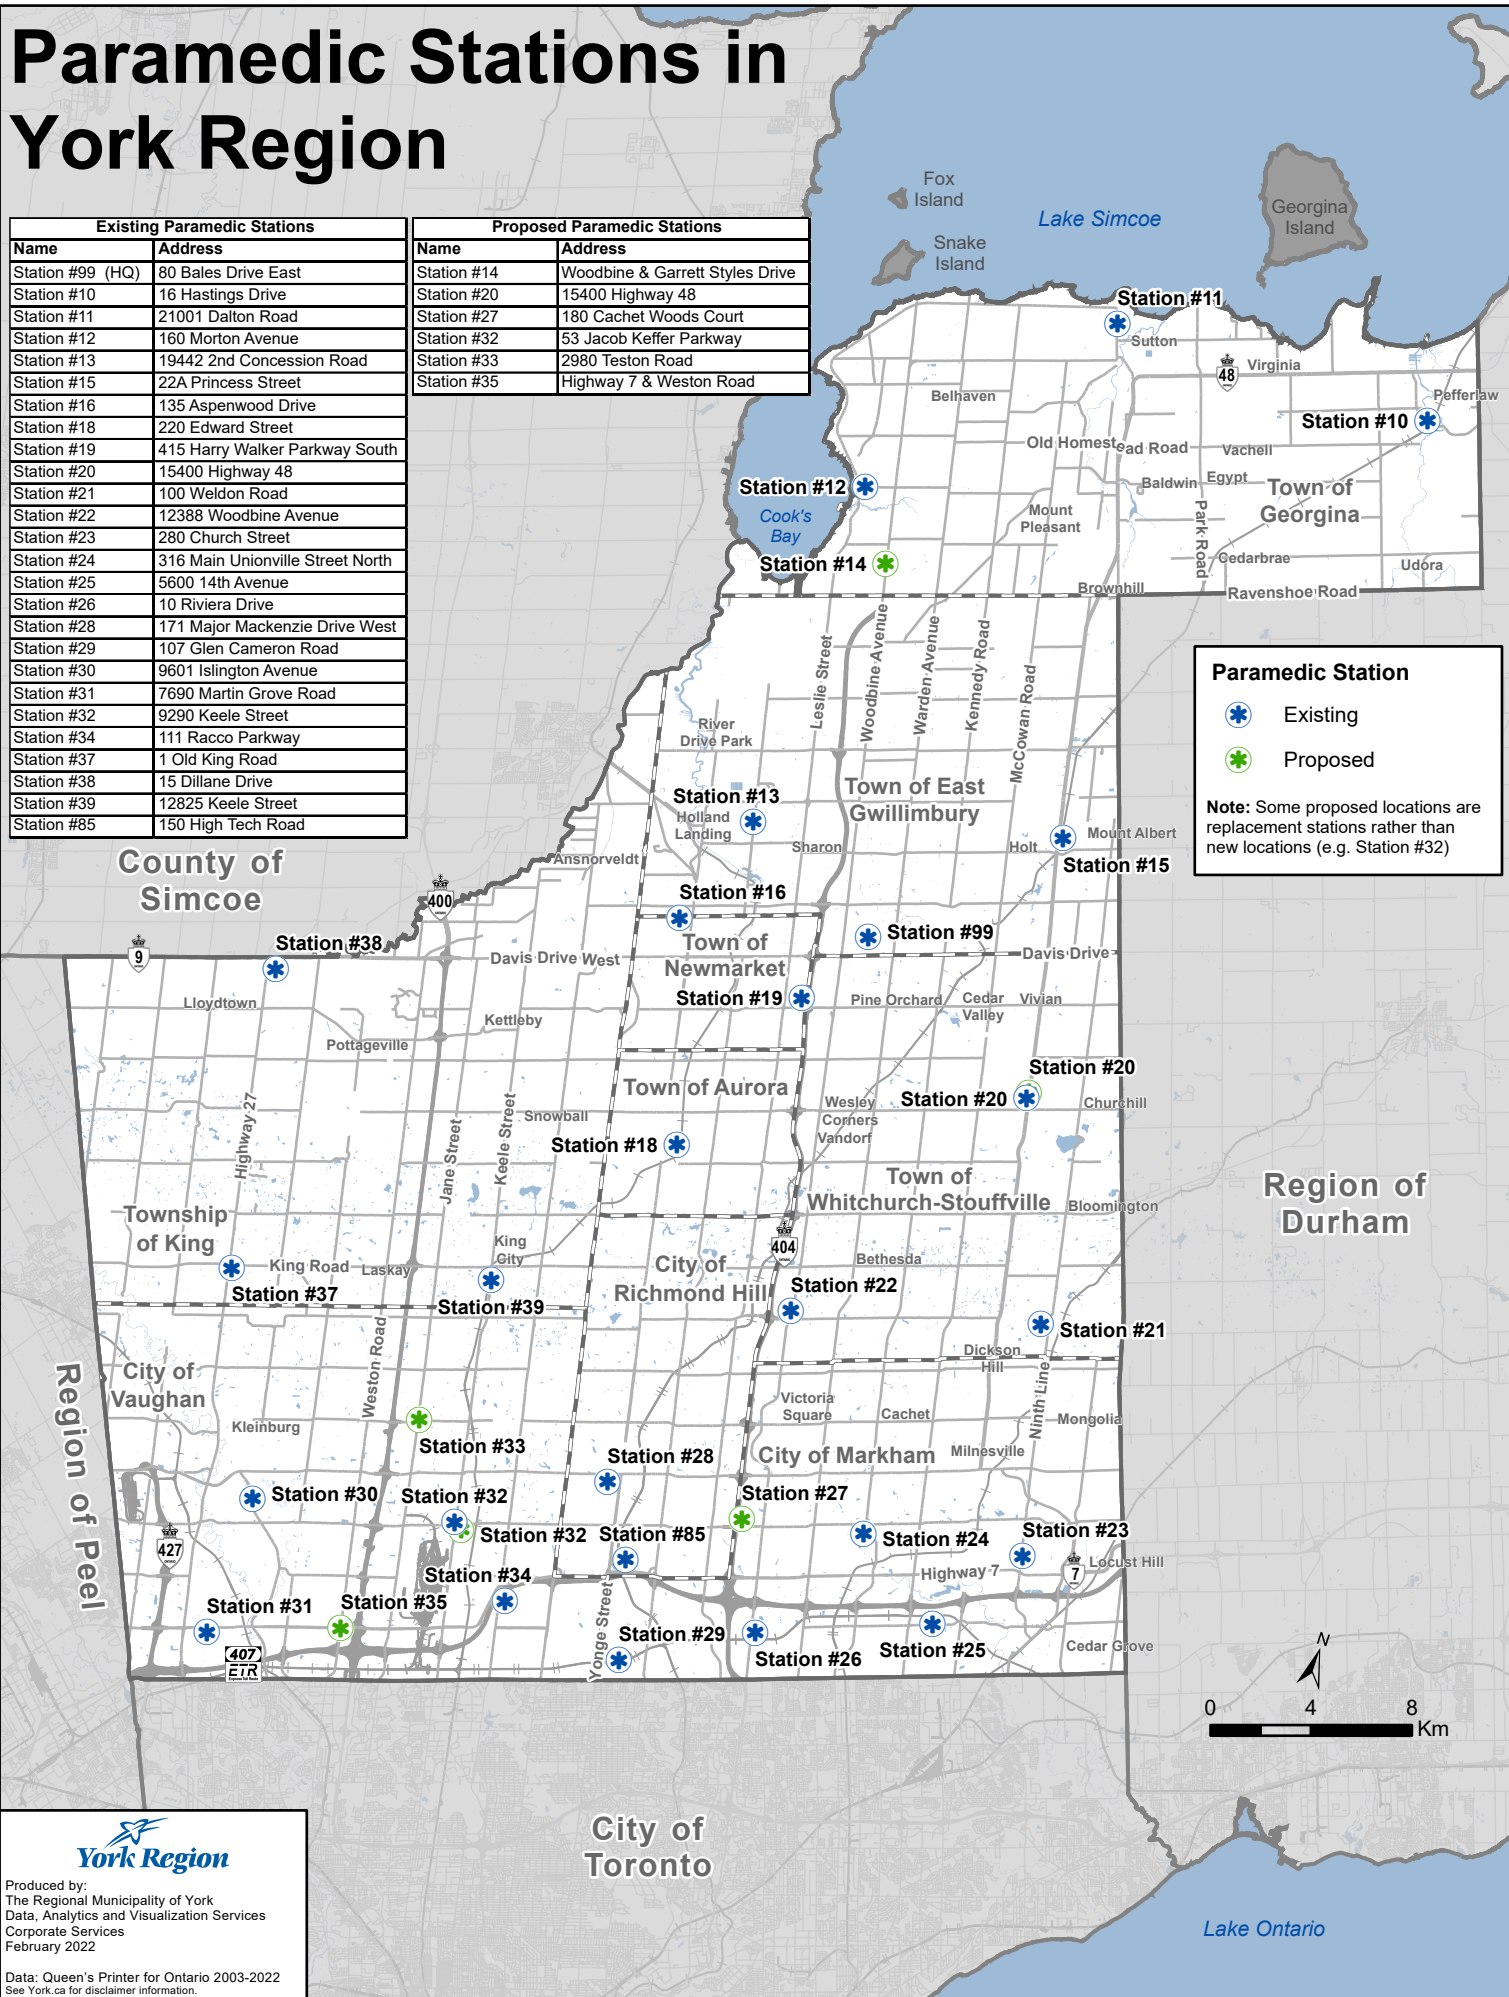 Paramedic Stations in
York Region
Existing Paramedic Stations
Name Address
Station #99 (HQ) 80 Bales Drive East
Station #10 16 Hastings Drive
Station #11 21001 Dalton Road
Station #12 160 Morton Avenue
Station #13 19442 2nd Concession Road
Station #15 22A Princess Street
Station #16 135 Aspenwood Drive
Station #18 220 Edward Street
Station #19 415 Harry Walker Parkway South
Station #20 15400 Highway 48
Station #21 100 Weldon Road
Station #22 12388 Woodbine Avenue
Station #23 280 Church Street
Station #24 316 Main Unionville Street North
Station #25 5600 14th Avenue
Station #26 10 Riviera Drive
Station #28 171 Major Mackenzie Drive West
Station #29 107 Glen Cameron Road
Station #30 9601 Islington Avenue
Station #31 7690 Martin Grove Road
Station #32 9290 Keele Street
Station #34 111 Racco Parkway
Station #37 1 Old King Road
Station #38 15 Dillane Drive
Station #39 12825 Keele Street
Station #85 150 High Tech Road
Proposed Paramedic Stations
Name Address
Station #14 Woodbine & Garrett Styles Drive
Station #20 15400 Highway 48
Station #27 180 Cachet Woods Court
Station #32 53 Jacob Keffer Parkway
Station #33 2980 Teston Road
Station #35 Highway 7 & Weston Road
Fox
Island
Snake
Island
Lake Simcoe
Georgina
Island
Station #11
Sutton
48
Virginia
Pefferlaw
Station #10
Belhaven
Old Homestead Road
Vachell
Baldwin
Egypt
Town of
Georgina
Station #12
Cook's
Bay
Mount
Pleasant
Park Road
Station #14
Cedarbrae
Udora
Brownhill
Ravenshoe Road
Leslie Street
Woodbine Avenue
Warden Avenue
Kennedy Road
McCowan Road
Paramedic Station
Existing
Proposed
Note: Some proposed locations are
replacement stations rather than
new locations (e.g. Station #32)
River
Drive Park
Town of East
Gwillimbury
Station #13
Holland
Landing
Sharon
Holt
Mount Albert
Station #15
County of
Simcoe
Ansnorveldt
400
ONTARIO
Station #16
Station #38
9
Davis Drive West
Town of
Newmarket
Station #99
Davis Drive
Station #19
Lloydtown
Kettleby
Pine Orchard
Cedar
Valley
Vivian
Pottageville
Town of Aurora
Station #20
Station #20
Churchill
Wesley
Corners
Vandorf
Highway 27
Jane Street
Keele Street
Snowball
Station #18
Town of
Whitchurch-Stouffville
Bloomington
Region of
Durham
Township
of King
King
City
404
ONTARIO
King Road
Laskay
City of
Richmond Hill
Bethesda
Station #37
Station #39
Station #22
Station #21
Dickson
Hill
City of
Vaughan
Weston Road
Region of Peel
Kleinburg
Station #33
Victoria
Square
Cachet
Ninth Line
Mongolia
City of Markham
Milnesville
Station #28
Station #30
Station #32
Station #27
Station #32
Station #85
Station #24
Station #23
427
ONTARIO
Station #34
Highway 7
7
Locust Hill
Station #31
Station #35
Yonge Street
Station #29
Station #26
Station #25
Cedar Grove
407
ETR
Express Toll Route
N
0 4 8
Km
City of
Toronto
Lake Ontario
York Region
Produced by:
The Regional Municipality of York
Data, Analytics and Visualization Services
Corporate Services
February 2022
Data: Queen's Printer for Ontario 2003-2022
See York.ca for disclaimer information.